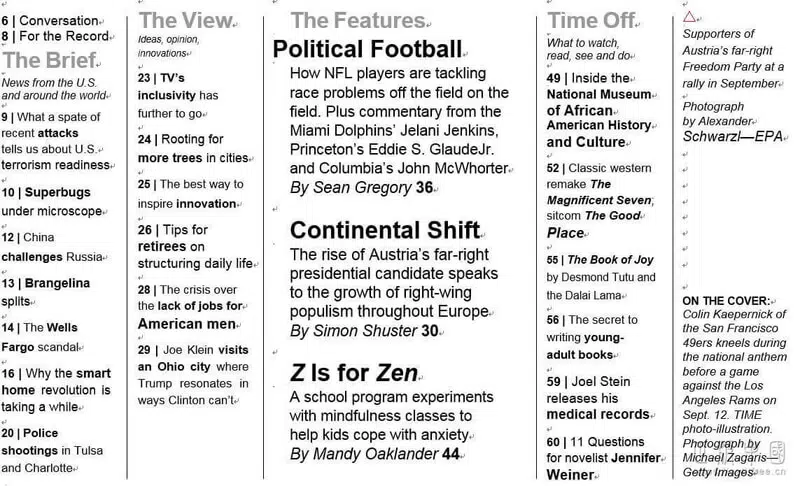 6 | Conversation
8 | For the Record
The Brief
News from the U.S.
and around the world
9 | What a spate of
recent attacks
tells us about U.S.
terrorism readiness
10 | Superbugs
under microscope
12 | China
challenges Russia
13 | Brangelina
splits
14 | The Wells
Fargo scandal
16 | Why the smart
home revolution is
taking a while
20 | Police
shootings in Tulsa
and Charlotte
The View
Ideas, opinion,
innovations
23 | TV's
inclusivity has
further to go
24 | Rooting for
more trees in cities
25 | The best way to
inspire innovation
26 | Tips for
retirees on
structuring daily life
28 | The crisis over
the lack of jobs for
American men
29 | Joe Klein visits
an Ohio city where
Trump resonates in
ways Clinton can't
The Features
Political Football
How NFL players are tackling
race problems off the field on the
field. Plus commentary from the
Miami Dolphins' Jelani Jenkins,
Princeton's Eddie S. GlaudeJr.
and Columbia's John McWhorter
By Sean Gregory 36
Continental Shift
The rise of Austria's far-right
presidential candidate speaks
to the growth of right-wing
populism throughout Europe
By Simon Shuster 30
Z Is for Zen
A school program experiments
with mindfulness classes to
help kids cope with anxiety
By Mandy Oaklander 44
Time Off
What to watch,
read, see and do
49 | Inside the
National Museum
of African
American History
and Culture
52 | Classic western
remake The
Magnificent Seven;
sitcom The Good
Place
55 | The Book of Joy
by Desmond Tutu and
the Dalai Lama
56 | The secret to
writing young-
adult books
59 | Joel Stein
releases his
medical records
60 | 11 Questions
for novelist Jennifer
Weiner
Supporters of
Austria's far-right
Freedom Party at a
rally in September
Photograph
by Alexander
Schwarzl—EPA
ON THE COVER:
Colin Kaepernick of
the San Francisco
49ers kneels during
the national anthem
before a game
against the Los
Angeles Rams on
Sept. 12. TIME
photo-illustration.
Photograph by
Michael Zagaris—
Getty Images